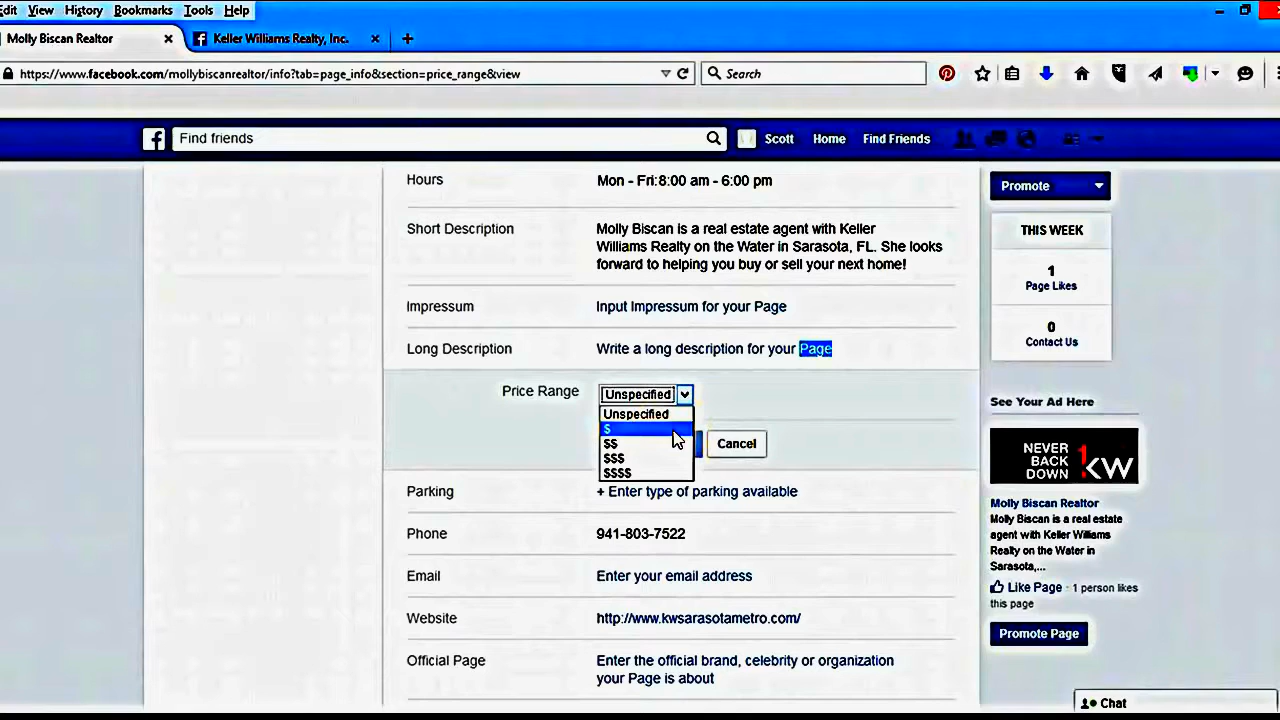 Edit View History Bookmarks Tools Help
Molly Biscan Realtor
Keller Williams Realty, Inc.
https://www.facebook.com/mollybiscanrealtor/info?tab=page_info&section=price_range&view
Search
Find friends
Scott Home Find Friends
Hours
Mon - Fri: 8:00 am - 6:00 pm
Short Description
Molly Biscan is a real estate agent with Keller
Williams Realty on the Water in Sarasota, FL. She looks
forward to helping you buy or sell your next home!
Impressum
Input Impressum for your Page
Long Description
Write a long description for your Page
Price Range
Unspecified
Unspecified
$
$$
$$$
$$$$
Cancel
Parking
+ Enter type of parking available
Phone
941-803-7522
Email
Enter your email address
Website
http://www.kwsarasotametro.com/
Official Page
Enter the official brand, celebrity or organization
your Page is about
Promote
THIS WEEK
1
Page Likes
0
Contact Us
See Your Ad Here
NEVER
BACK
DOWN
1
KW
Molly Biscan Realtor
Molly Biscan is a real estate
agent with Keller Williams
Realty on the Water in
Sarasota,...
Like Page · 1 person likes
this page
Promote Page
Chat